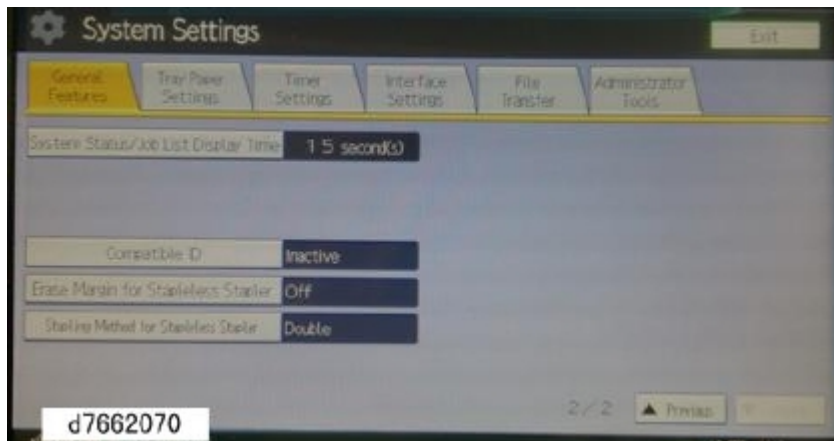 System Settings
Exit
General Features
Tray Paper Settings
Timer Settings
Interface Settings
File Transfer
Administrator Tools
System Status/Job List Display Time
15 second(s)
Compatible ID
Inactive
Erase Margin for Stapleless Stapler
Off
Stapling Method for Stapleless Stapler
Double
2/2
▲ Previous
d7662070